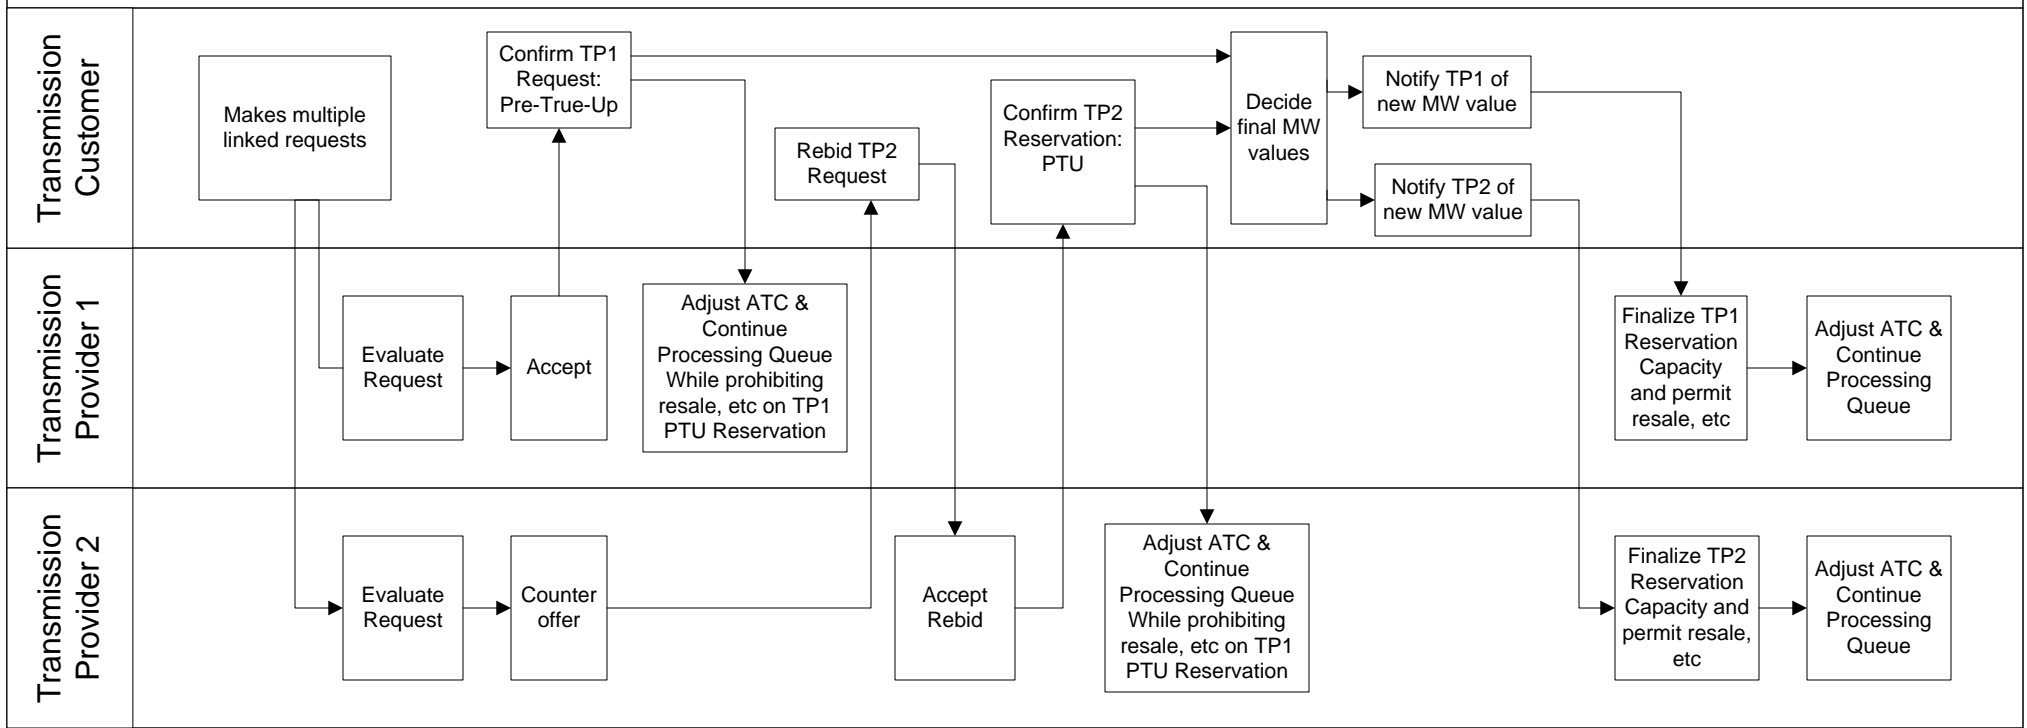 Transmission
Customer
Makes multiple
linked requests
Confirm TP1
Request:
Pre-True-Up
Rebid TP2
Request
Confirm TP2
Reservation:
PTU
Decide
final MW
values
Notify TP1 of
new MW value
Notify TP2 of
new MW value
Transmission
Provider 1
Evaluate
Request
Accept
Adjust ATC &
Continue
Processing Queue
While prohibiting
resale, etc on TP1
PTU Reservation
Finalize TP1
Reservation
Capacity
and permit
resale, etc
Adjust ATC &
Continue
Processing
Queue
Transmission
Provider 2
Evaluate
Request
Counter
offer
Accept
Rebid
Adjust ATC &
Continue
Processing Queue
While prohibiting
resale, etc on TP1
PTU Reservation
Finalize TP2
Reservation
Capacity and
permit resale,
etc
Adjust ATC &
Continue
Processing
Queue